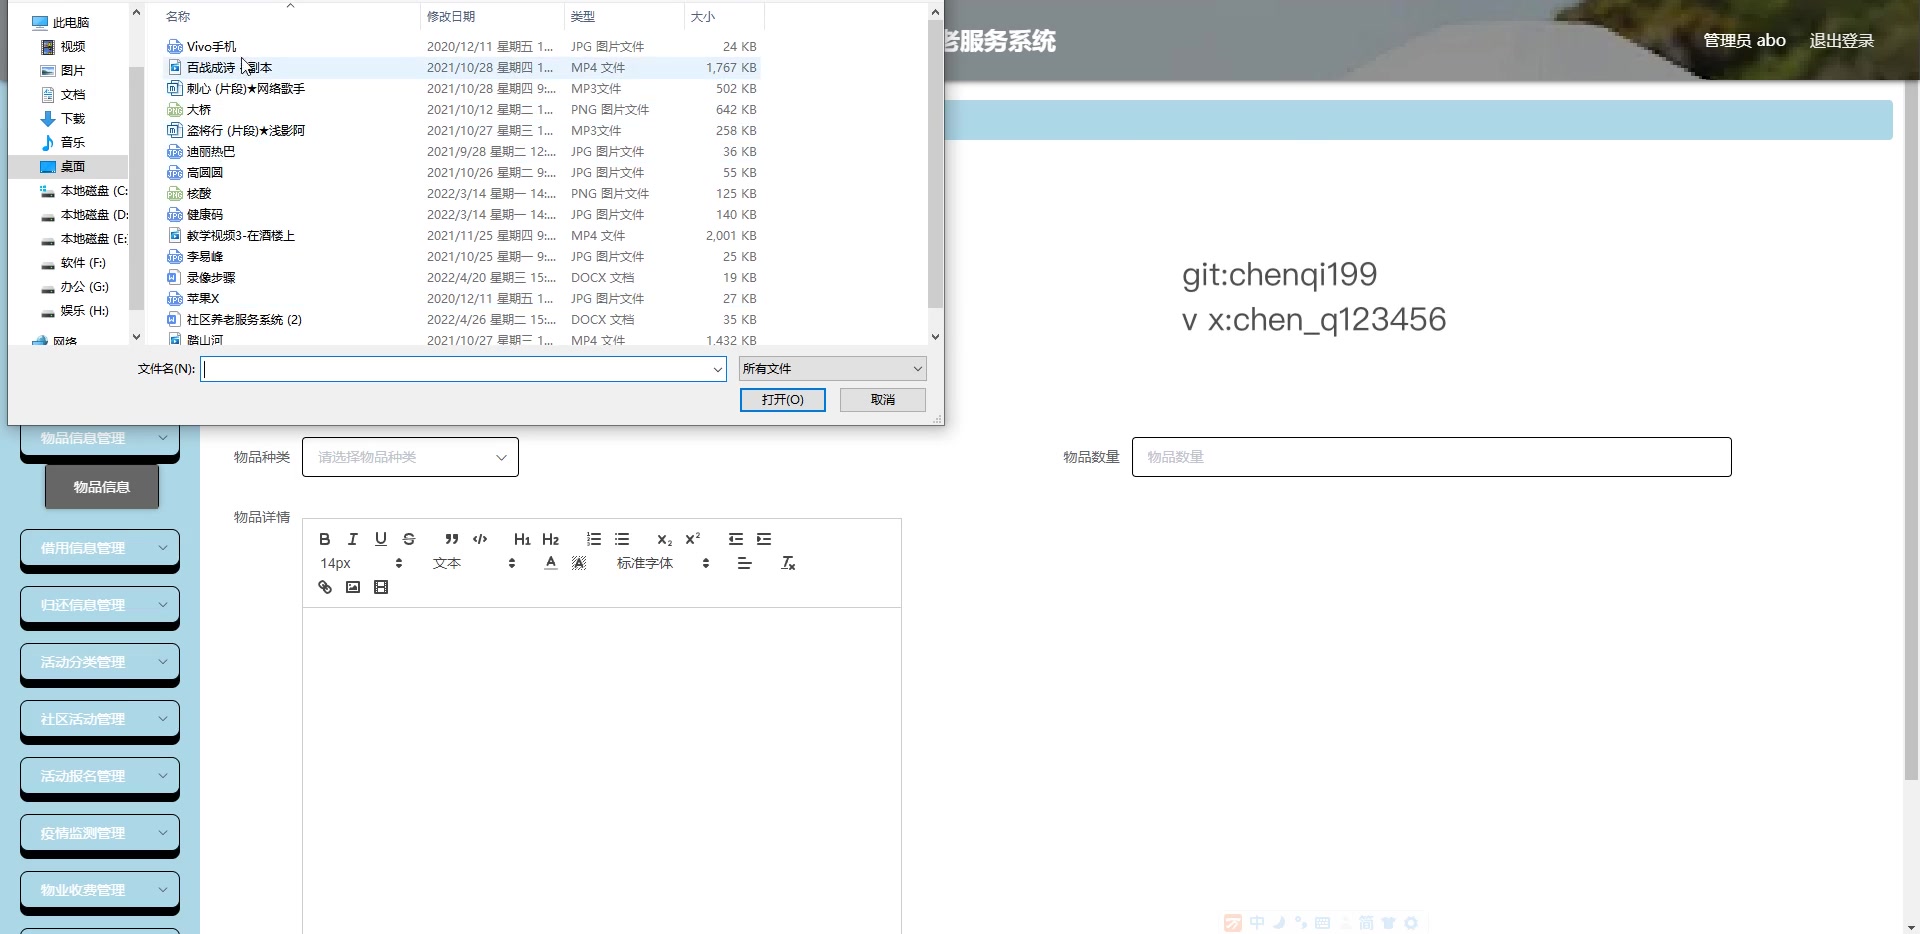 老服务系统
管理员 abo
退出登录
此电脑
视频
图片
文档
下载
音乐
桌面
本地磁盘 (C:
本地磁盘 (D:
本地磁盘 (E:
软件 (F:)
办公 (G:)
娱乐 (H:)
网络
名称 修改日期 类型 大小
Vivo手机 2020/12/11 星期五 1... JPG 图片文件 24 KB
百战成诗 副本 2021/10/28 星期四 1... MP4 文件 1,767 KB
刺心 (片段)★网络歌手 2021/10/28 星期四 9:... MP3文件 502 KB
大桥 2021/10/12 星期二 1... PNG 图片文件 642 KB
盗将行 (片段)★浅影阿 2021/10/27 星期三 1... MP3文件 258 KB
迪丽热巴 2021/9/28 星期二 12:... JPG 图片文件 36 KB
高圆圆 2021/10/26 星期二 9:... JPG 图片文件 55 KB
核酸 2022/3/14 星期一 14:... PNG 图片文件 125 KB
健康码 2022/3/14 星期一 14:... JPG 图片文件 140 KB
教学视频3-在酒楼上 2021/11/25 星期四 9:... MP4 文件 2,001 KB
李易峰 2021/10/25 星期一 9:... JPG 图片文件 25 KB
录像步骤 2022/4/20 星期三 15:... DOCX 文档 19 KB
苹果X 2020/12/11 星期五 1... JPG 图片文件 27 KB
社区养老服务系统 (2) 2022/4/26 星期二 15:... DOCX 文档 35 KB
踏山河 2021/10/27 星期三 1... MP4 文件 1,432 KB
文件名(N):
所有文件
打开(O)
取消
git:chenqi199
v x:chen_q123456
物品信息管理
物品信息
借用信息管理
归还信息管理
活动分类管理
社区活动管理
活动报名管理
疫情监测管理
物业收费管理
物品种类 请选择物品种类
物品数量 物品数量
物品详情
B I U S H1 H2 X₂ X²
14px 文本 A A 标准字体
中 简